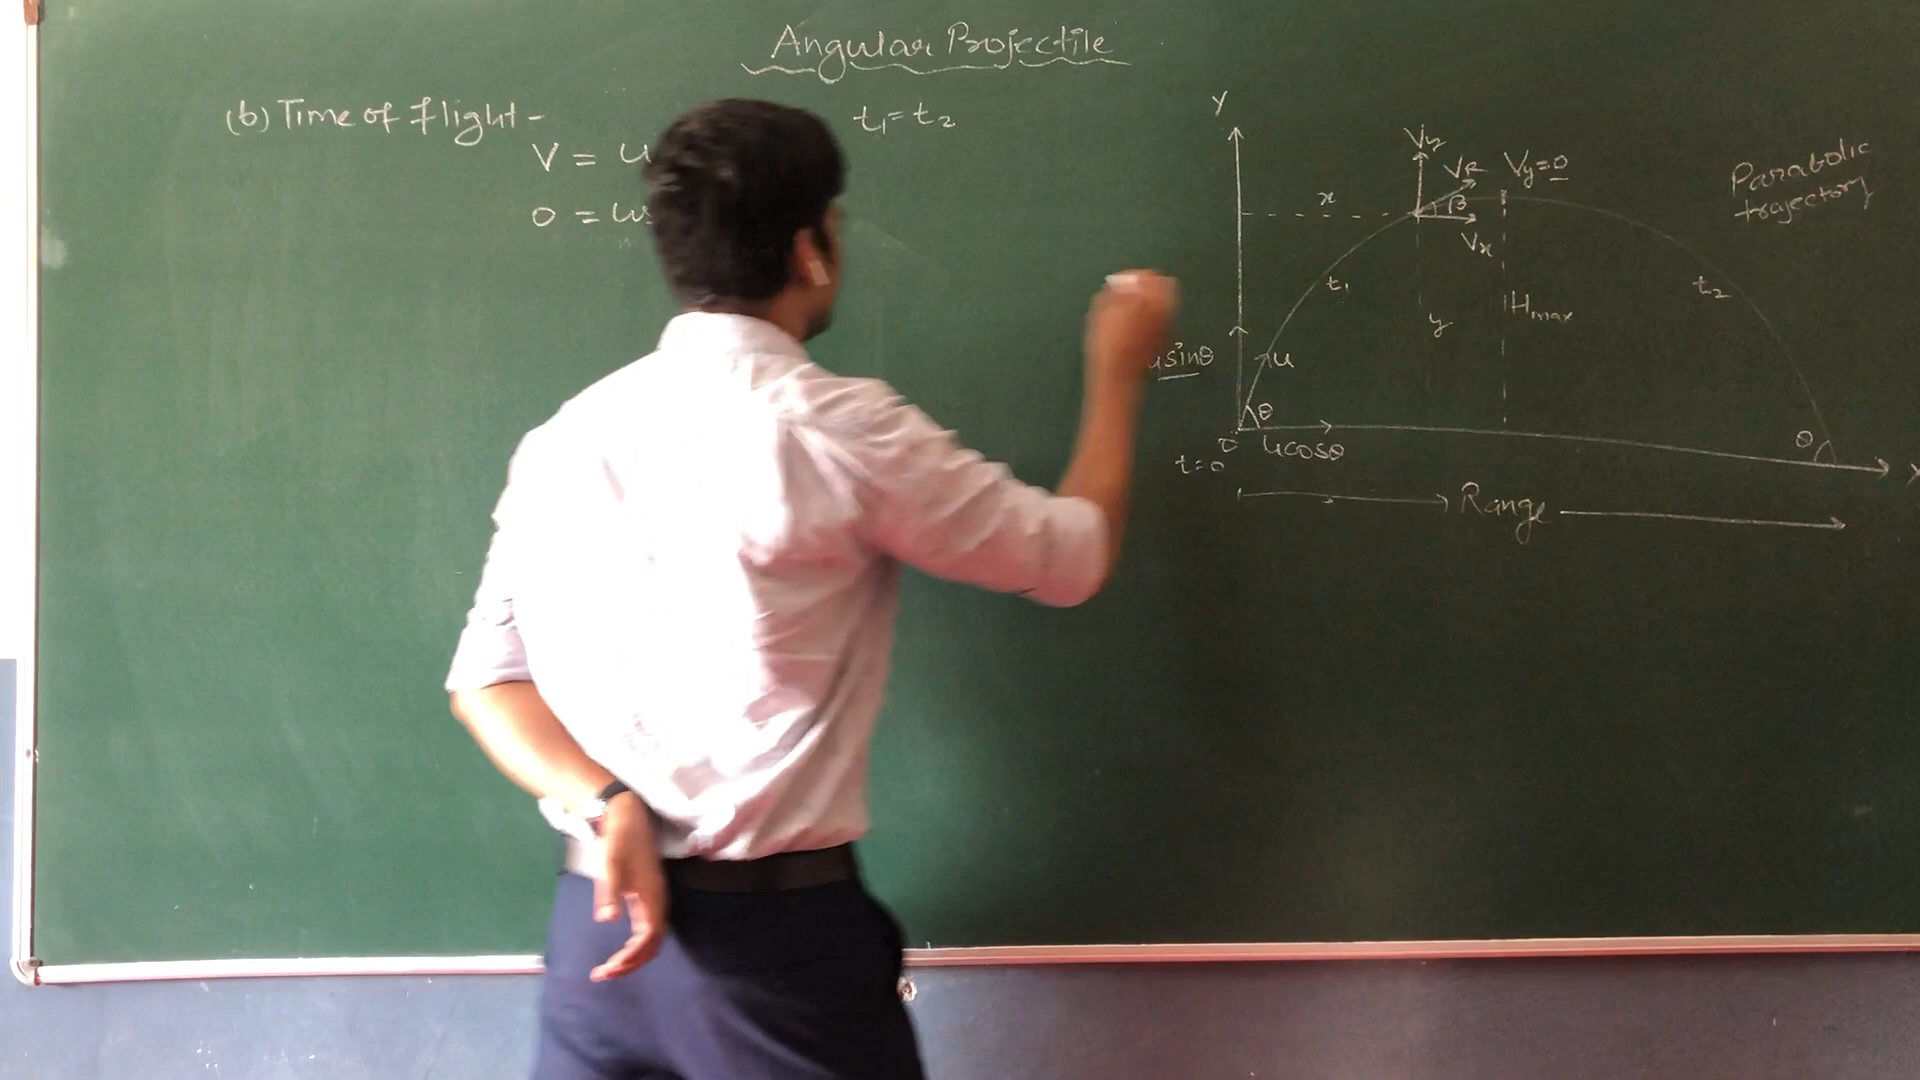 Angular Projectile
(b) Time of flight -
t₁ = t₂
V = u
0 = us
Y
Vy
VR
Vy=0
Parabolic
trajectory
x
β
Vx
t₁
t₂
Hmax
y
usinθ
u
θ
θ
ucosθ
t=0
Range